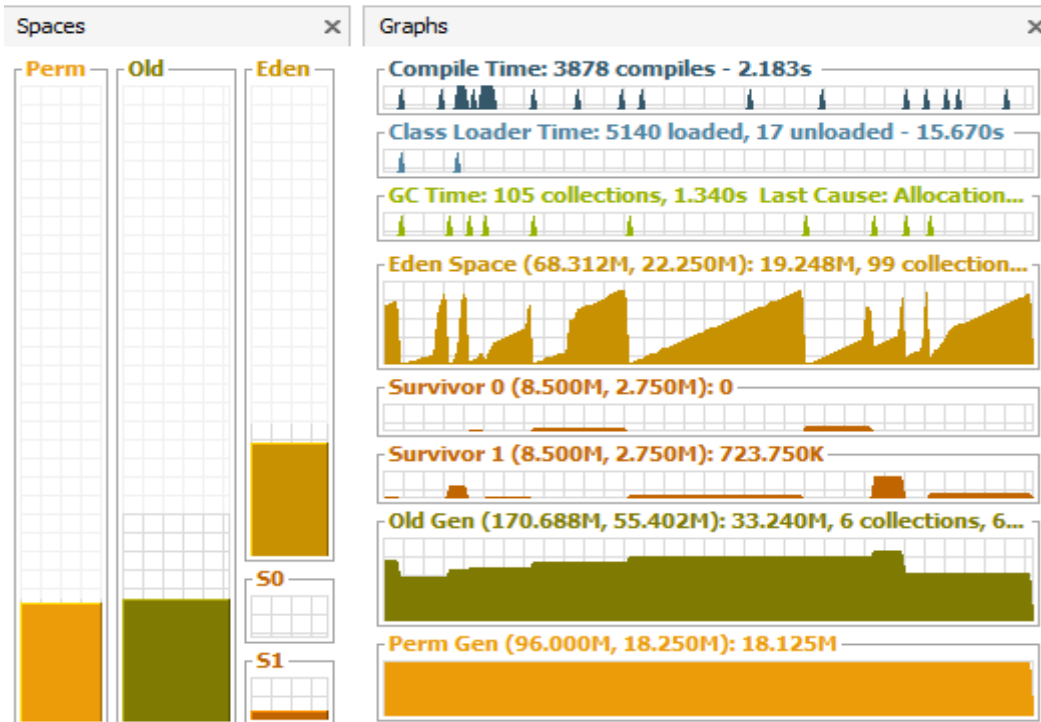 Spaces
Graphs
Perm
Old
Eden
S0
S1
Compile Time: 3878 compiles - 2.183s
Class Loader Time: 5140 loaded, 17 unloaded - 15.670s
GC Time: 105 collections, 1.340s Last Cause: Allocation...
Eden Space (68.312M, 22.250M): 19.248M, 99 collection...
Survivor 0 (8.500M, 2.750M): 0
Survivor 1 (8.500M, 2.750M): 723.750K
Old Gen (170.688M, 55.402M): 33.240M, 6 collections, 6...
Perm Gen (96.000M, 18.250M): 18.125M